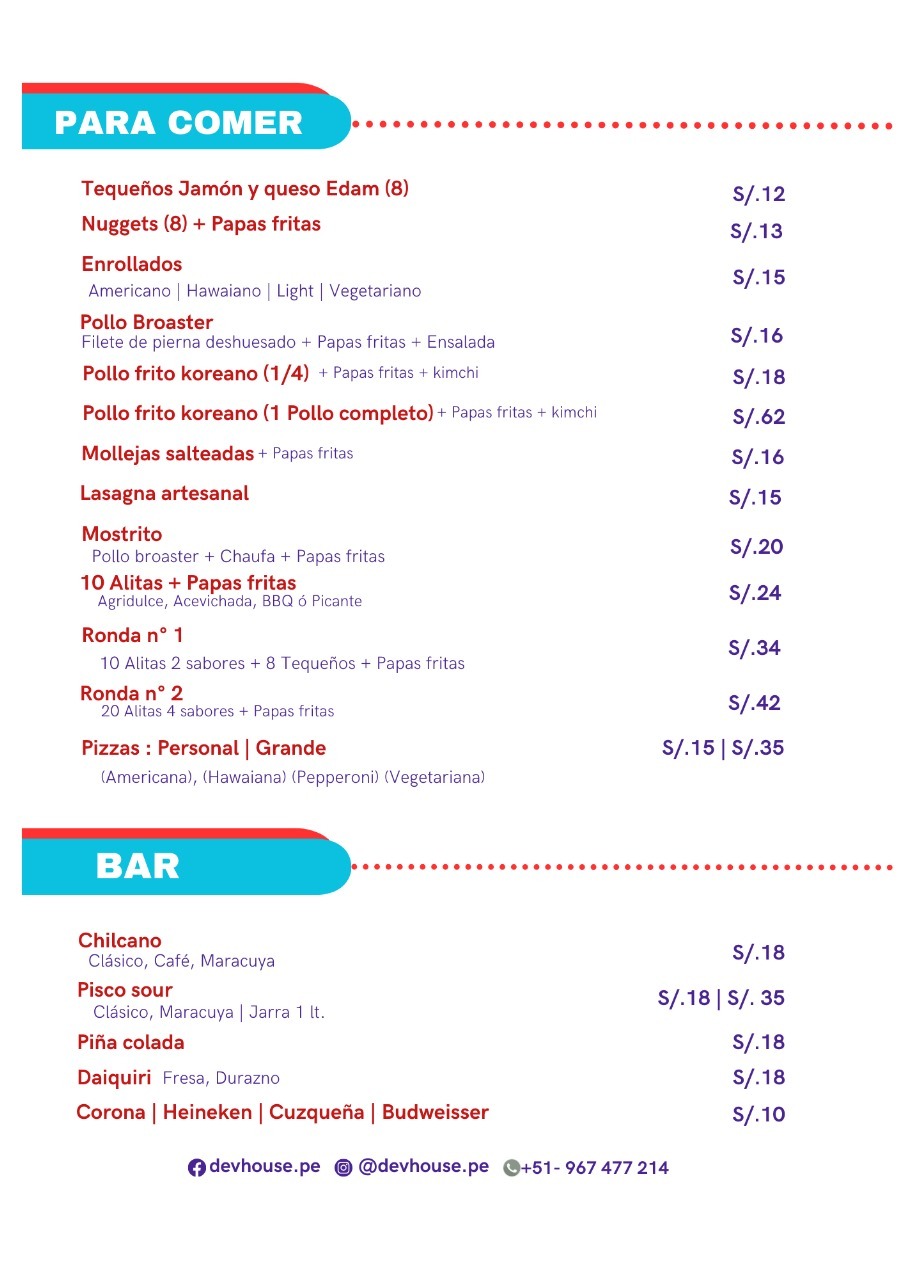 PARA COMER
Tequeños Jamón y queso Edam (8) S/.12
Nuggets (8) + Papas fritas S/.13
Enrollados S/.15
Americano | Hawaiano | Light | Vegetariano
Pollo Broaster S/.16
Filete de pierna deshuesado + Papas fritas + Ensalada
Pollo frito koreano (1/4) + Papas fritas + kimchi S/.18
Pollo frito koreano (1 Pollo completo) + Papas fritas + kimchi S/.62
Mollejas salteadas + Papas fritas S/.16
Lasagna artesanal S/.15
Mostrito S/.20
Pollo broaster + Chaufa + Papas fritas
10 Alitas + Papas fritas S/.24
Agridulce, Acevichada, BBQ ó Picante
Ronda n° 1 S/.34
10 Alitas 2 sabores + 8 Tequeños + Papas fritas
Ronda n° 2 S/.42
20 Alitas 4 sabores + Papas fritas
Pizzas : Personal | Grande S/.15 | S/.35
(Americana), (Hawaiana) (Pepperoni) (Vegetariana)
BAR
Chilcano S/.18
Clásico, Café, Maracuya
Pisco sour S/.18 | S/. 35
Clásico, Maracuya | Jarra 1 lt.
Piña colada S/.18
Daiquiri Fresa, Durazno S/.18
Corona | Heineken | Cuzqueña | Budweisser S/.10
devhouse.pe @devhouse.pe +51- 967 477 214